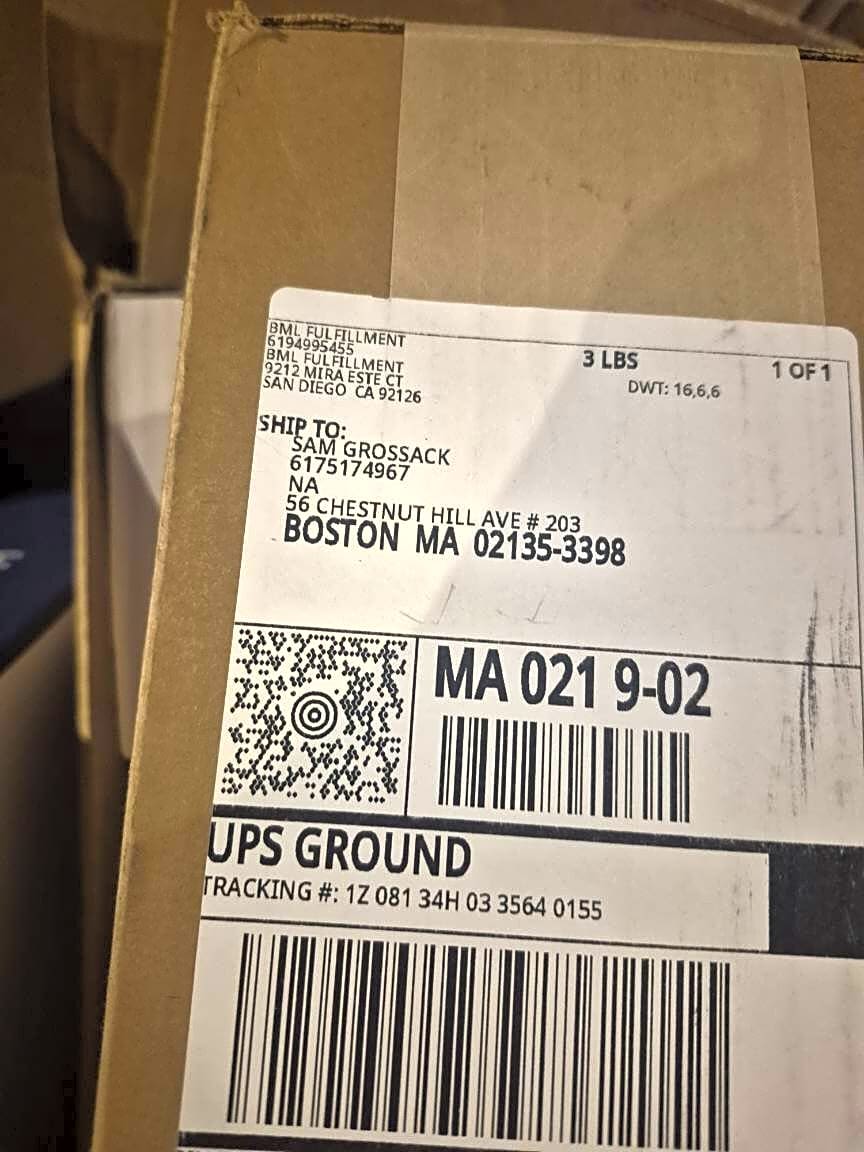 BML FULFILLMENT
6194995455
BML FULFILLMENT
9212 MIRA ESTE CT
SAN DIEGO CA 92126
3 LBS
1 OF 1
DWT: 16,6,6
SHIP TO:
SAM GROSSACK
6175174967
NA
56 CHESTNUT HILL AVE # 203
BOSTON MA 02135-3398
MA 021 9-02
UPS GROUND
TRACKING #: 1Z 081 34H 03 3564 0155